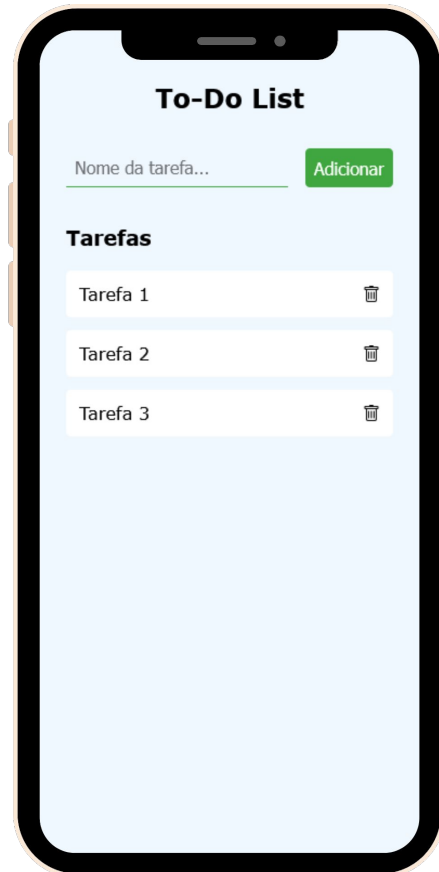 To-Do List
Nome da tarefa... Adicionar
Tarefas
Tarefa 1
Tarefa 2
Tarefa 3